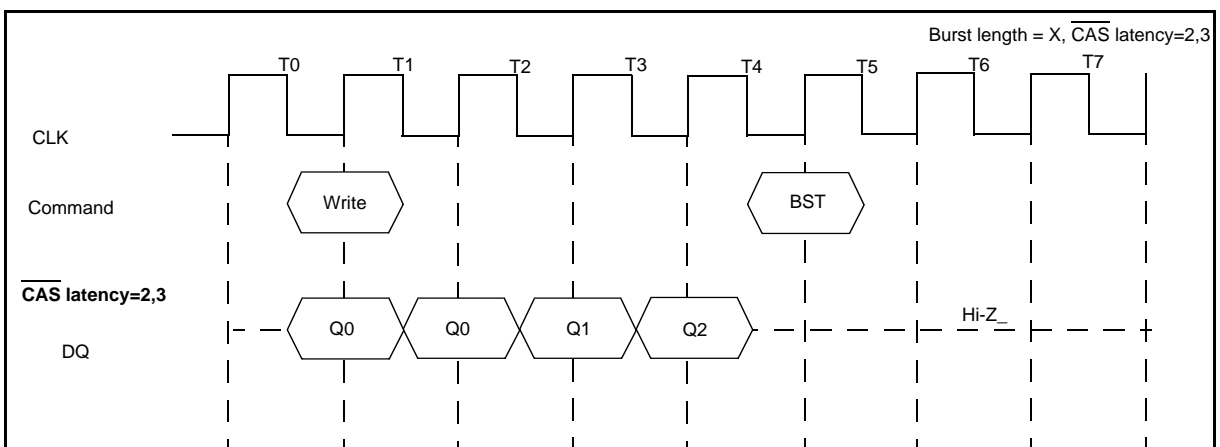 Burst length = X, CAS latency=2,3
T0 T1 T2 T3 T4 T5 T6 T7
CLK
Command
Write
BST
CAS latency=2,3
DQ
Q0
Q0
Q1
Q2
Hi-Z_